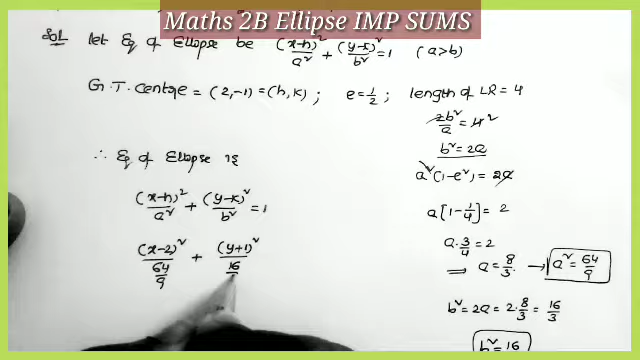 Maths 2B Ellipse IMP SUMS
Sol let Eq of Ellipse be (x-h)²/a² + (y-k)²/b² = 1 (a>b)
G.T. Centre = (2,-1) = (h,k); e = 1/2; length of LR = 4
2b²/a = 4 2
b² = 2a
∴ Eq of Ellipse is
a²(1-e²) = 2a
(x-h)²/a² + (y-k)²/b² = 1
a[1-1/4] = 2
(x-2)²/(64/9) + (y+1)²/16
a·3/4 = 2
⇒ a = 8/3. → a² = 64/9
b² = 2a = 2·8/3 = 16/3
b² = 16